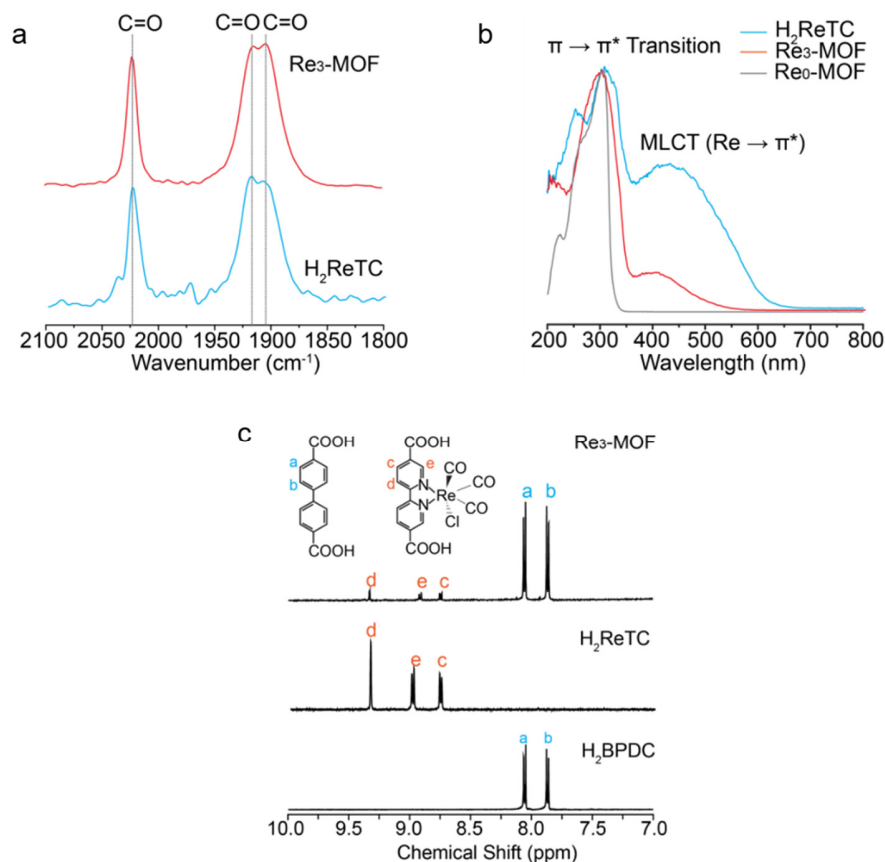 a
C=O
C=O C=O
Re₃-MOF
H₂ReTC
2100 2050 2000 1950 1900 1850 1800
Wavenumber (cm⁻¹)
b
π → π* Transition
H₂ReTC
Re₃-MOF
Re₀-MOF
MLCT (Re → π*)
200 300 400 500 600 700 800
Wavelength (nm)
c
COOH
a
b
COOH
COOH
c
d
e
N
N
Re
CO
CO
CO
Cl
COOH
Re₃-MOF
d
e
c
a
b
H₂ReTC
d
e
c
H₂BPDC
a
b
10.0 9.5 9.0 8.5 8.0 7.5 7.0
Chemical Shift (ppm)